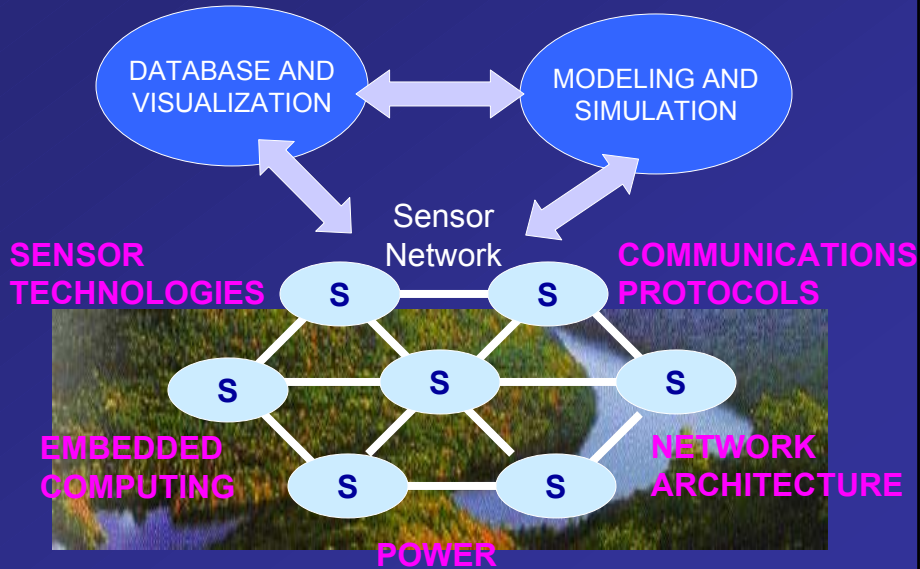 DATABASE AND
VISUALIZATION
MODELING AND
SIMULATION
Sensor
Network
SENSOR
TECHNOLOGIES
COMMUNICATIONS
PROTOCOLS
S
S
S
S
S
EMBEDDED
COMPUTING
NETWORK
ARCHITECTURE
S
S
POWER